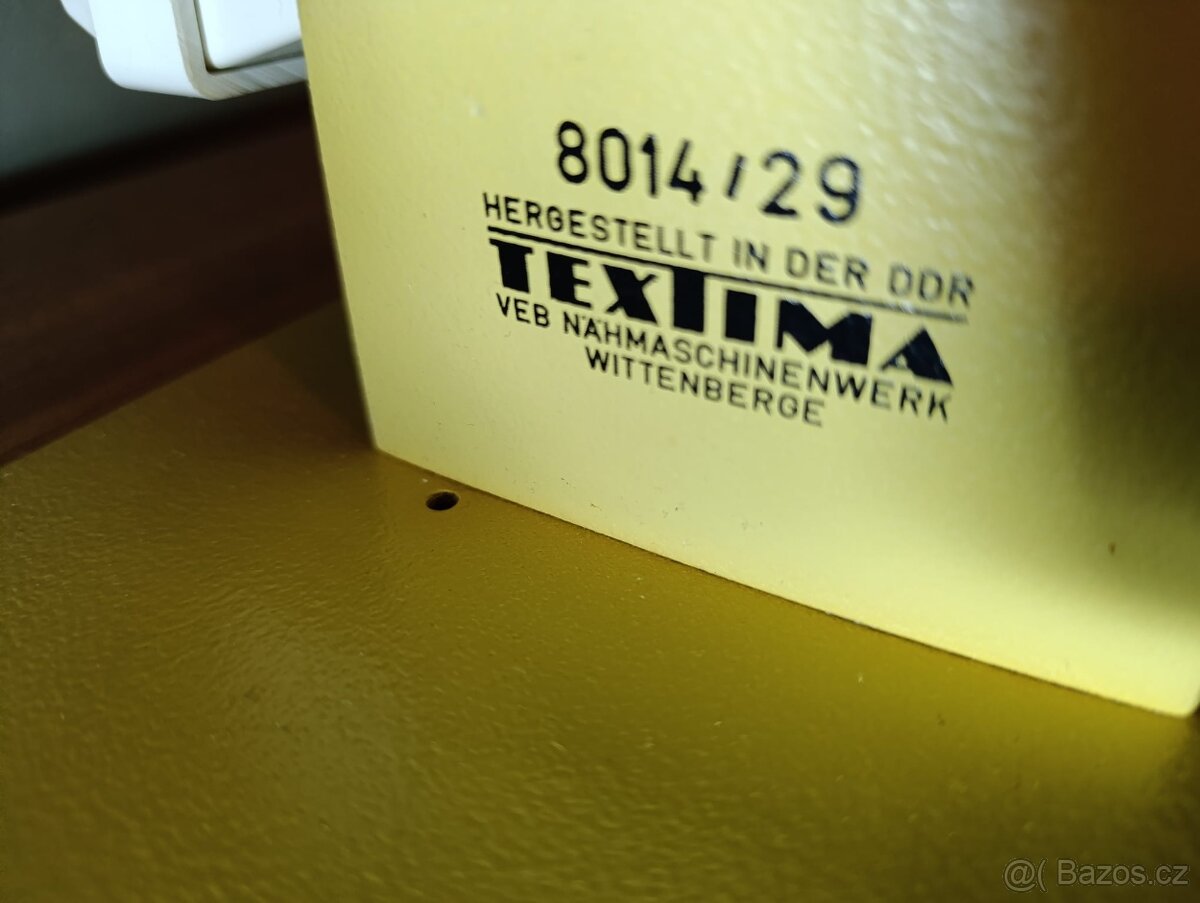 8014/29
HERGESTELLT IN DER DDR
TEXTIMA
VEB NÄHMASCHINENWERK
WITTENBERGE
@( Bazos.cz